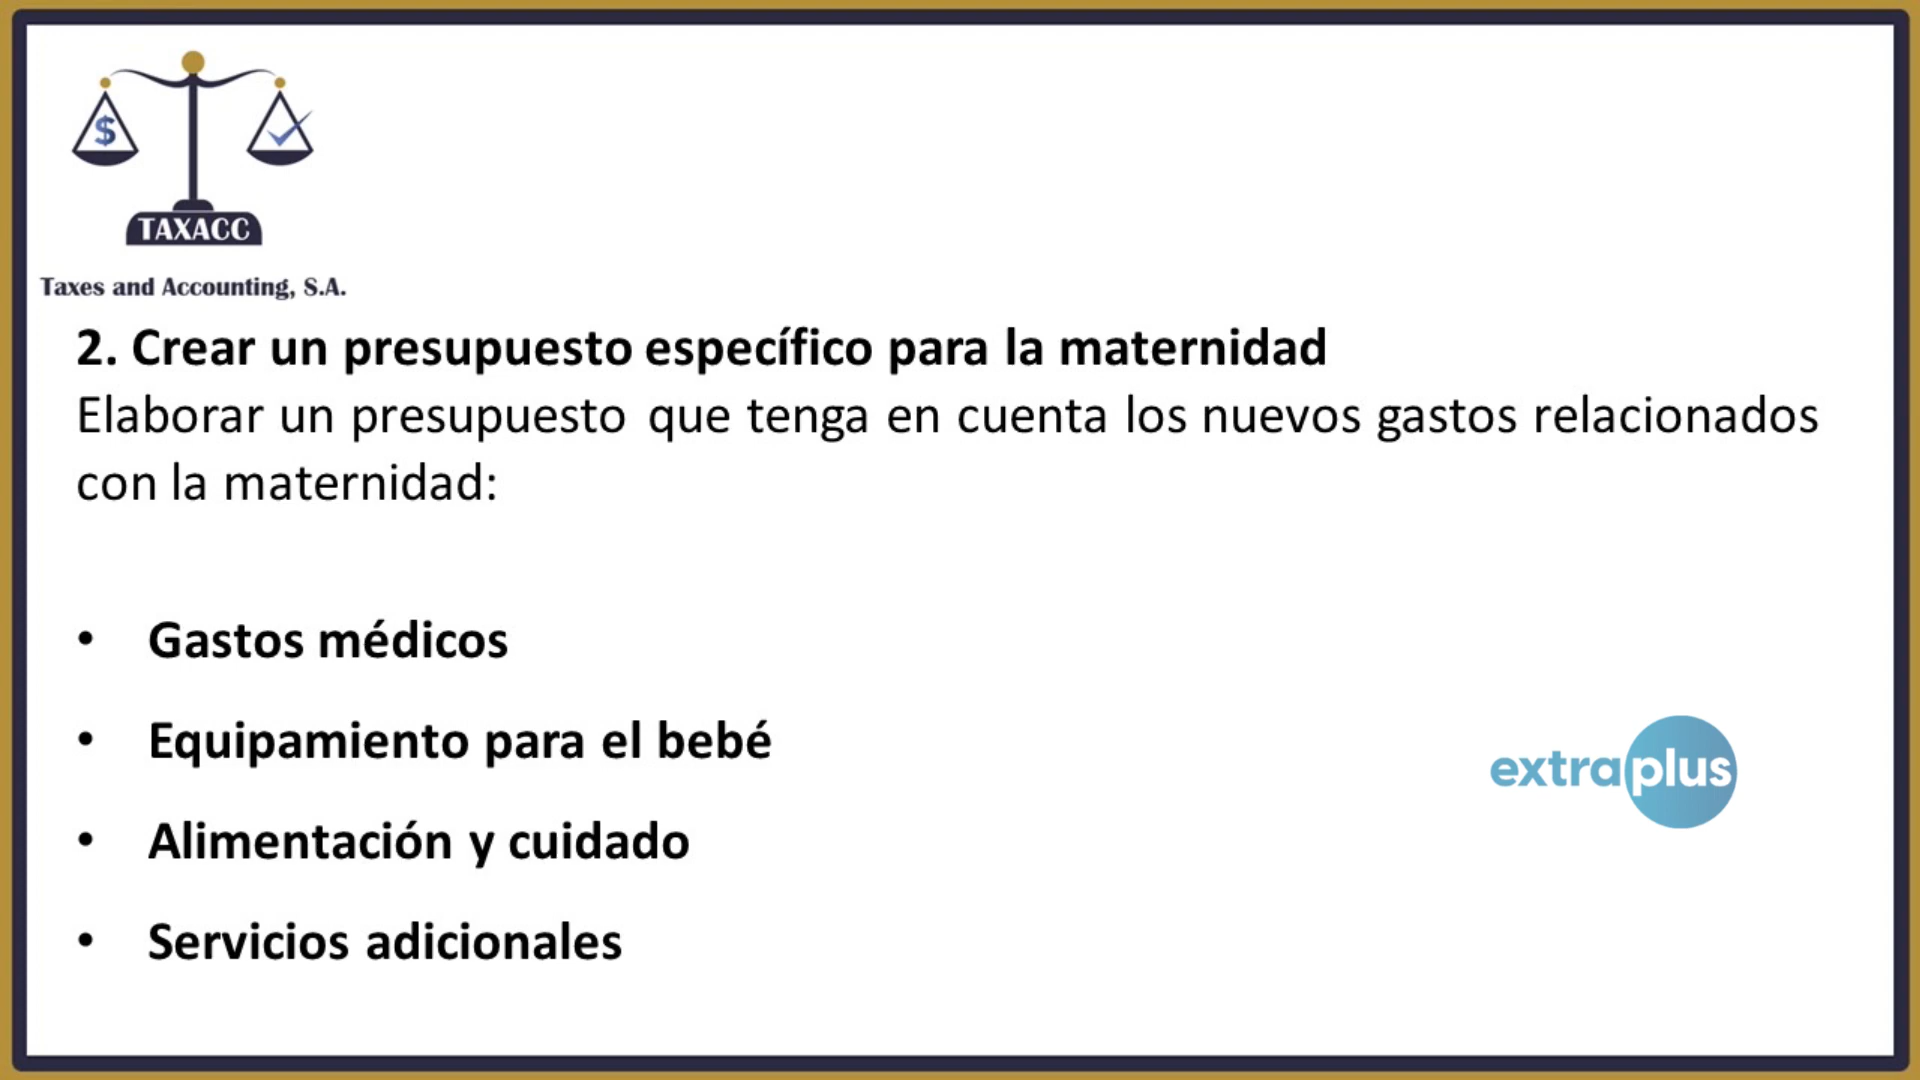 $
TAXACC
Taxes and Accounting, S.A.
2. Crear un presupuesto específico para la maternidad
Elaborar un presupuesto que tenga en cuenta los nuevos gastos relacionados
con la maternidad:
• Gastos médicos
• Equipamiento para el bebé
• Alimentación y cuidado
• Servicios adicionales
extraplus